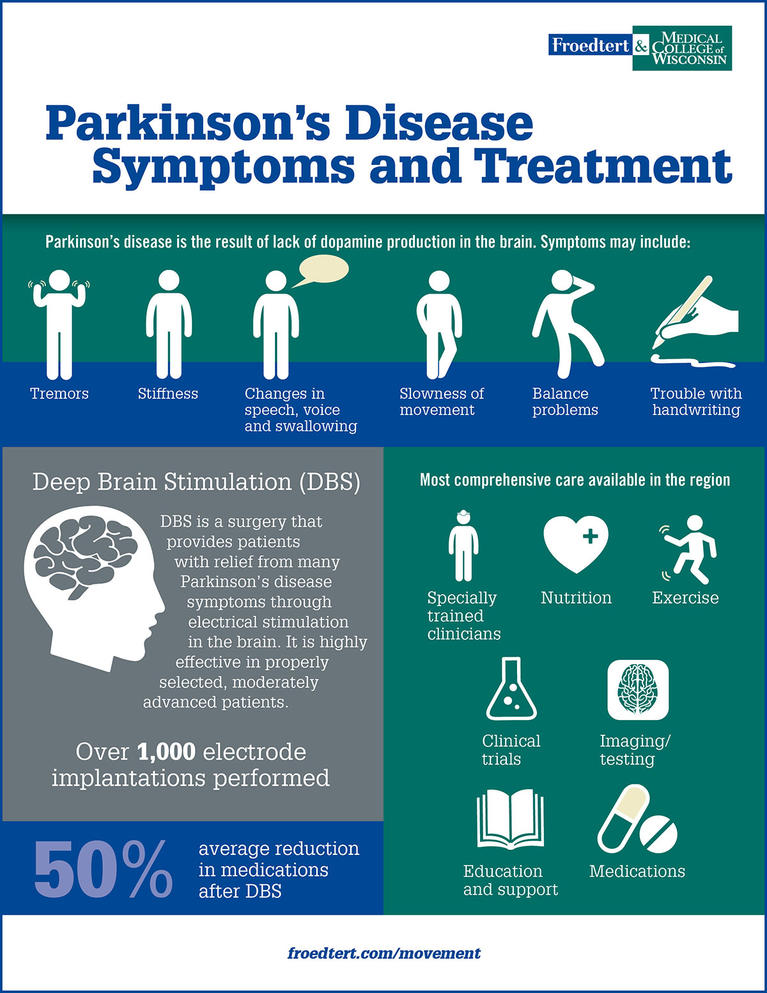 Froedtert & MEDICAL
COLLEGE of
WISCONSIN
Parkinson's Disease
Symptoms and Treatment
Parkinson's disease is the result of lack of dopamine production in the brain. Symptoms may include:
Tremors
Stiffness
Changes in
speech, voice
and swallowing
Slowness of
movement
Balance
problems
Trouble with
handwriting
Deep Brain Stimulation (DBS)
DBS is a surgery that
provides patients
with relief from many
Parkinson's disease
symptoms through
electrical stimulation
in the brain. It is highly
effective in properly
selected, moderately
advanced patients.
Over 1,000 electrode
implantations performed
50%
average reduction
in medications
after DBS
Most comprehensive care available in the region
Specially
trained
clinicians
Nutrition
Exercise
Clinical
trials
Imaging/
testing
Education
and support
Medications
froedtert.com/movement